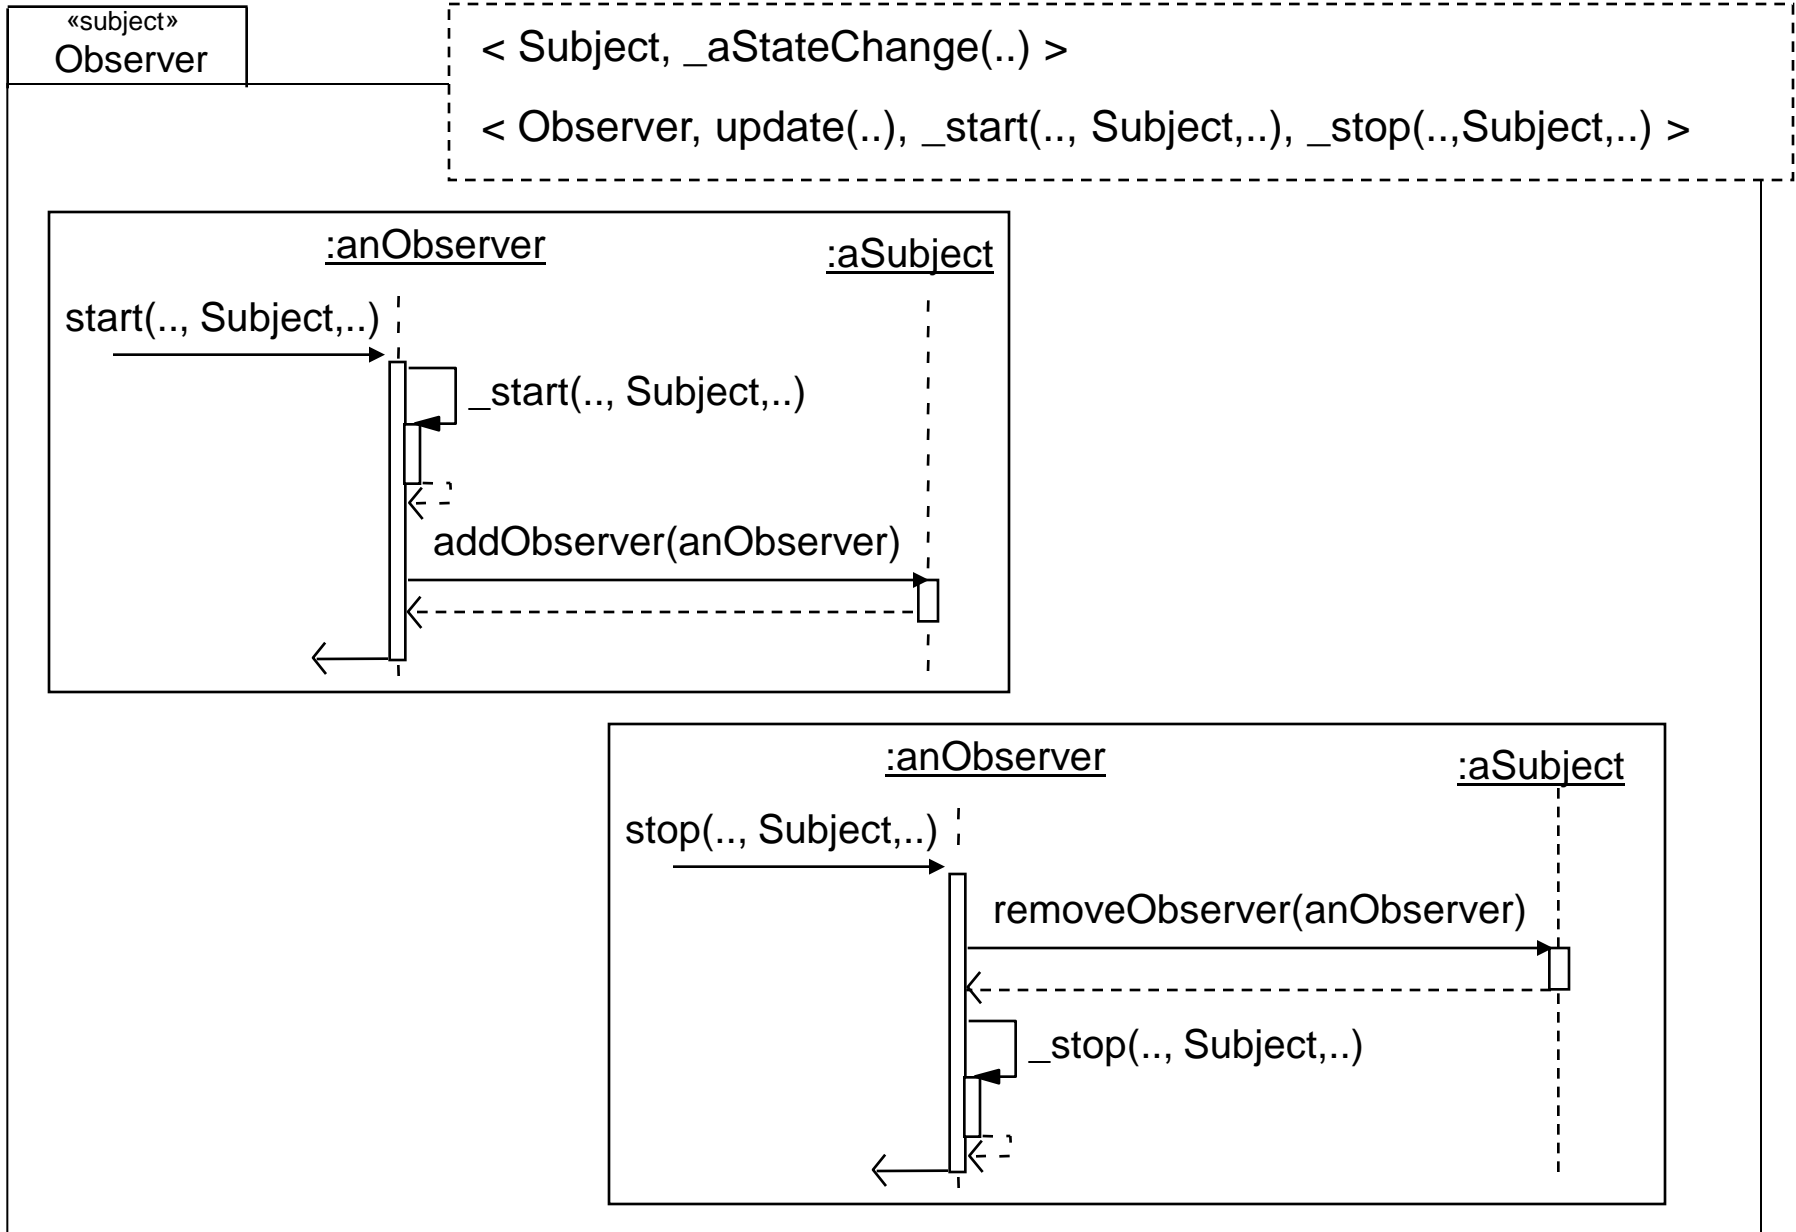 «subject»
Observer
< Subject, _aStateChange(..) >
< Observer, update(..), _start(.., Subject,..), _stop(..,Subject,..) >
:anObserver
:aSubject
start(.., Subject,..)
_start(.., Subject,..)
addObserver(anObserver)
:anObserver
:aSubject
stop(.., Subject,..)
removeObserver(anObserver)
_stop(.., Subject,..)